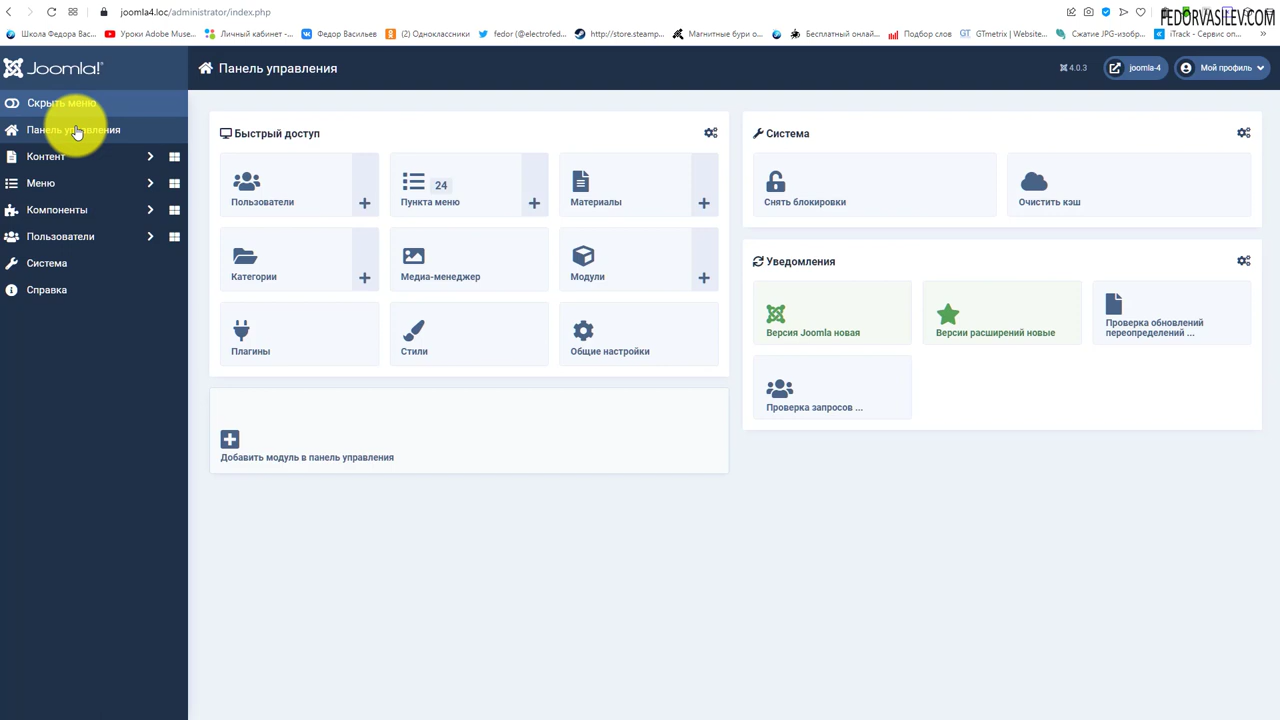 joomla4.loc/administrator/index.php
FEDORVASILEV.COM
Школа Федора Вас...
Уроки Adobe Muse...
Личный кабинет -...
Федор Васильев
(2) Одноклассники
fedor (@electrofed...
http://store.steamp...
Магнитные бури о...
Бесплатный онлай...
Подбор слов
GTmetrix | Website...
Сжатие JPG-изобр...
iTrack - Сервис оп...
Joomla!
Панель управления
4.0.3
joomla-4
Мой профиль
Скрыть меню
Панель управления
Контент
Меню
Компоненты
Пользователи
Система
Справка
Быстрый доступ
Пользователи
24
Пункта меню
Материалы
Категории
Медиа-менеджер
Модули
Плагины
Стили
Общие настройки
Добавить модуль в панель управления
Система
Снять блокировки
Очистить кэш
Уведомления
Версия Joomla новая
Версии расширений новые
Проверка обновлений
переопределений ...
Проверка запросов ...